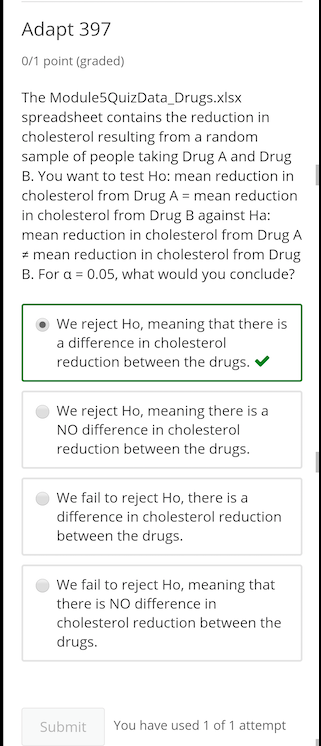 Adapt 397
0/1 point (graded)
The Module5QuizData_Drugs.xlsx
spreadsheet contains the reduction in
cholesterol resulting from a random
sample of people taking Drug A and Drug
B. You want to test Ho: mean reduction in
cholesterol from Drug A = mean reduction
in cholesterol from Drug B against Ha:
mean reduction in cholesterol from Drug A
≠ mean reduction in cholesterol from Drug
B. For α = 0.05, what would you conclude?
We reject Ho, meaning that there is
a difference in cholesterol
reduction between the drugs. ✔
We reject Ho, meaning there is a
NO difference in cholesterol
reduction between the drugs.
We fail to reject Ho, there is a
difference in cholesterol reduction
between the drugs.
We fail to reject Ho, meaning that
there is NO difference in
cholesterol reduction between the
drugs.
Submit You have used 1 of 1 attempt